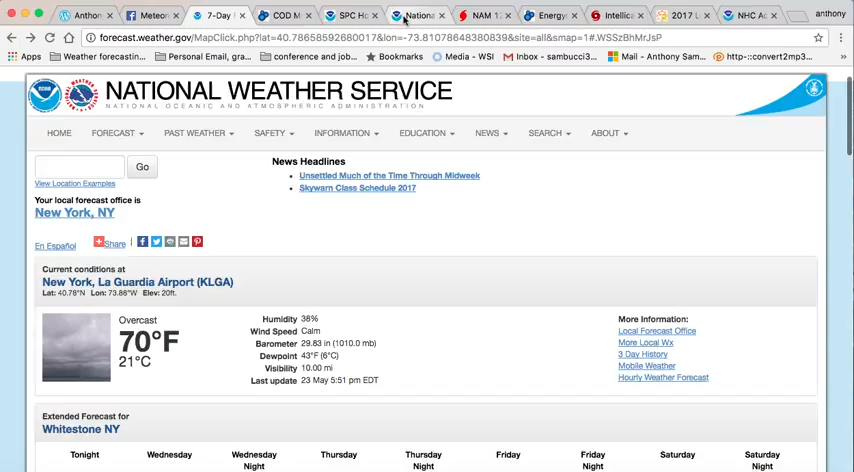 Anthon × Meteor × 7-Day × COD M × SPC Ho × Nationa × NAM 12 × Energy × Intellic × 2017 L × NHC Ac × anthony
forecast.weather.gov/MapClick.php?lat=40.78658592680017&lon=-73.81078648380839&site=all&smap=1#.WSSzBhMrJsP
Apps Weather forecasting... Personal Email, gra... conference and job... Bookmarks Media - WSI Inbox - sambucci3... Mail - Anthony Sam... http-::convert2mp3... »
NOAA NATIONAL WEATHER SERVICE
NATIONAL OCEANIC AND ATMOSPHERIC ADMINISTRATION
HOME FORECAST PAST WEATHER SAFETY INFORMATION EDUCATION NEWS SEARCH ABOUT
Go
View Location Examples
News Headlines
• Unsettled Much of the Time Through Midweek
• Skywarn Class Schedule 2017
Your local forecast office is
New York, NY
En Español Share |
Current conditions at
New York, La Guardia Airport (KLGA)
Lat: 40.78°N Lon: 73.88°W Elev: 20ft.
Overcast
70°F
21°C
Humidity 38%
Wind Speed Calm
Barometer 29.83 in (1010.0 mb)
Dewpoint 43°F (6°C)
Visibility 10.00 mi
Last update 23 May 5:51 pm EDT
More Information:
Local Forecast Office
More Local Wx
3 Day History
Mobile Weather
Hourly Weather Forecast
Extended Forecast for
Whitestone NY
Tonight Wednesday Wednesday Night Thursday Thursday Night Friday Friday Night Saturday Saturday Night